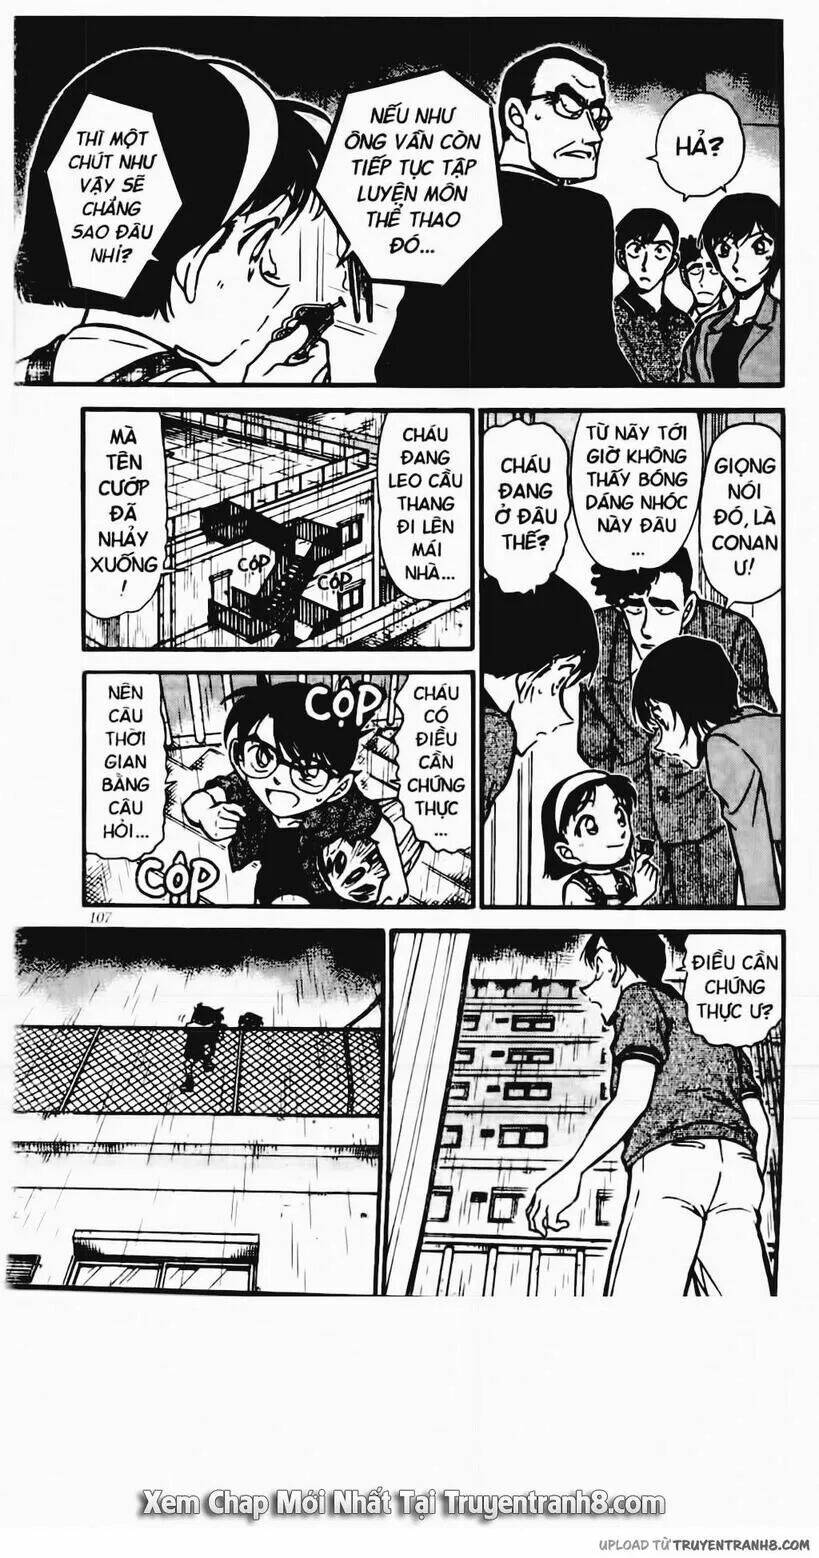 HẢ?
NẾU NHƯ
ÔNG VẪN CÒN
TIẾP TỤC TẬP
LUYỆN MÔN
THỂ THAO
ĐÓ...
THÌ MỘT
CHÚT NHƯ
VẬY SẼ
CHẲNG
SAO ĐÂU
NHỈ?
GIỌNG
NÓI
ĐÓ, LÀ
CONAN
Ư!
TỪ NÃY TỚI
GIỜ KHÔNG
THẤY BÓNG
DÁNG NHÓC
NÀY ĐÂU
...
CHÁU
ĐANG
Ở ĐÂU
THẾ?
CHÁU
ĐANG
LEO CẦU
THANG
ĐI LÊN
MÁI
NHÀ...
CỘP
CỘP
MÀ
TÊN
CƯỚP
ĐÃ
NHẢY
XUỐNG
!
CHÁU
CÓ
ĐIỀU
CẦN
CHỨNG
THỰC
...
CỘP
CỘP
NÊN
CÂU
THỜI
GIAN
BẰNG
CÂU
HỎI...
107
ĐIỀU CẦN
CHỨNG
THỰC Ư?
Xem Chap Mới Nhất Tại Truyentranh8.com
UPLOAD TỪ TRUYENTRANH8.COM